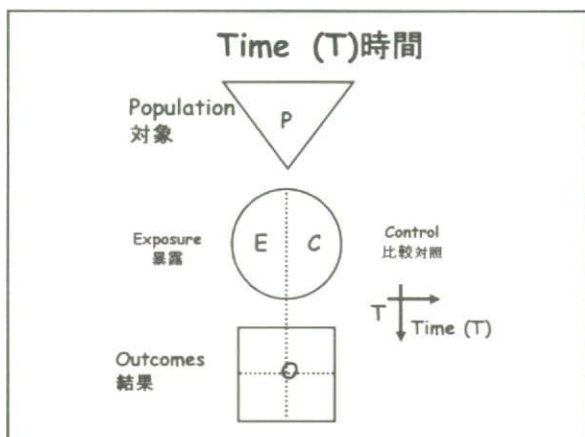 Time (T)時間
Population
対象
P
Exposure
暴露
E
C
Control
比較対照
T
Time (T)
Outcomes
結果
O